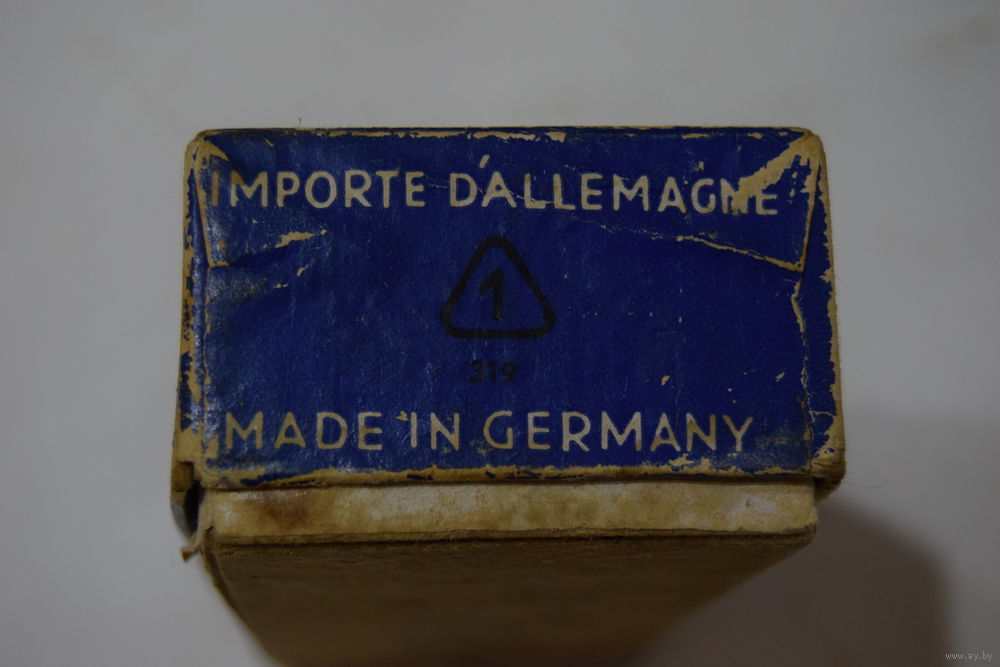 IMPORTE D'ALLEMAGNE
1
319
MADE IN GERMANY
www.ay.by